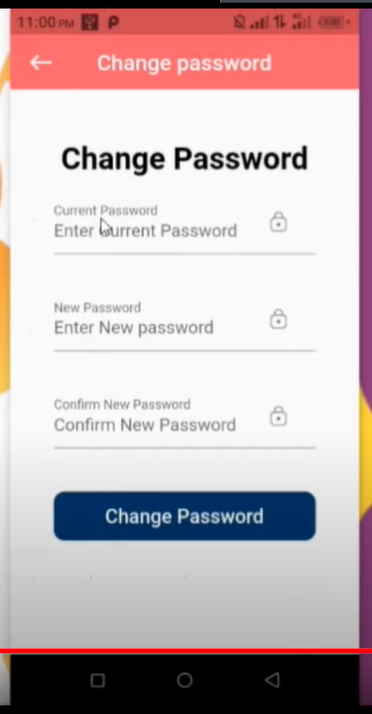 11:00 PM
Change password
Change Password
Current Password
Enter Current Password
New Password
Enter New password
Confirm New Password
Confirm New Password
Change Password